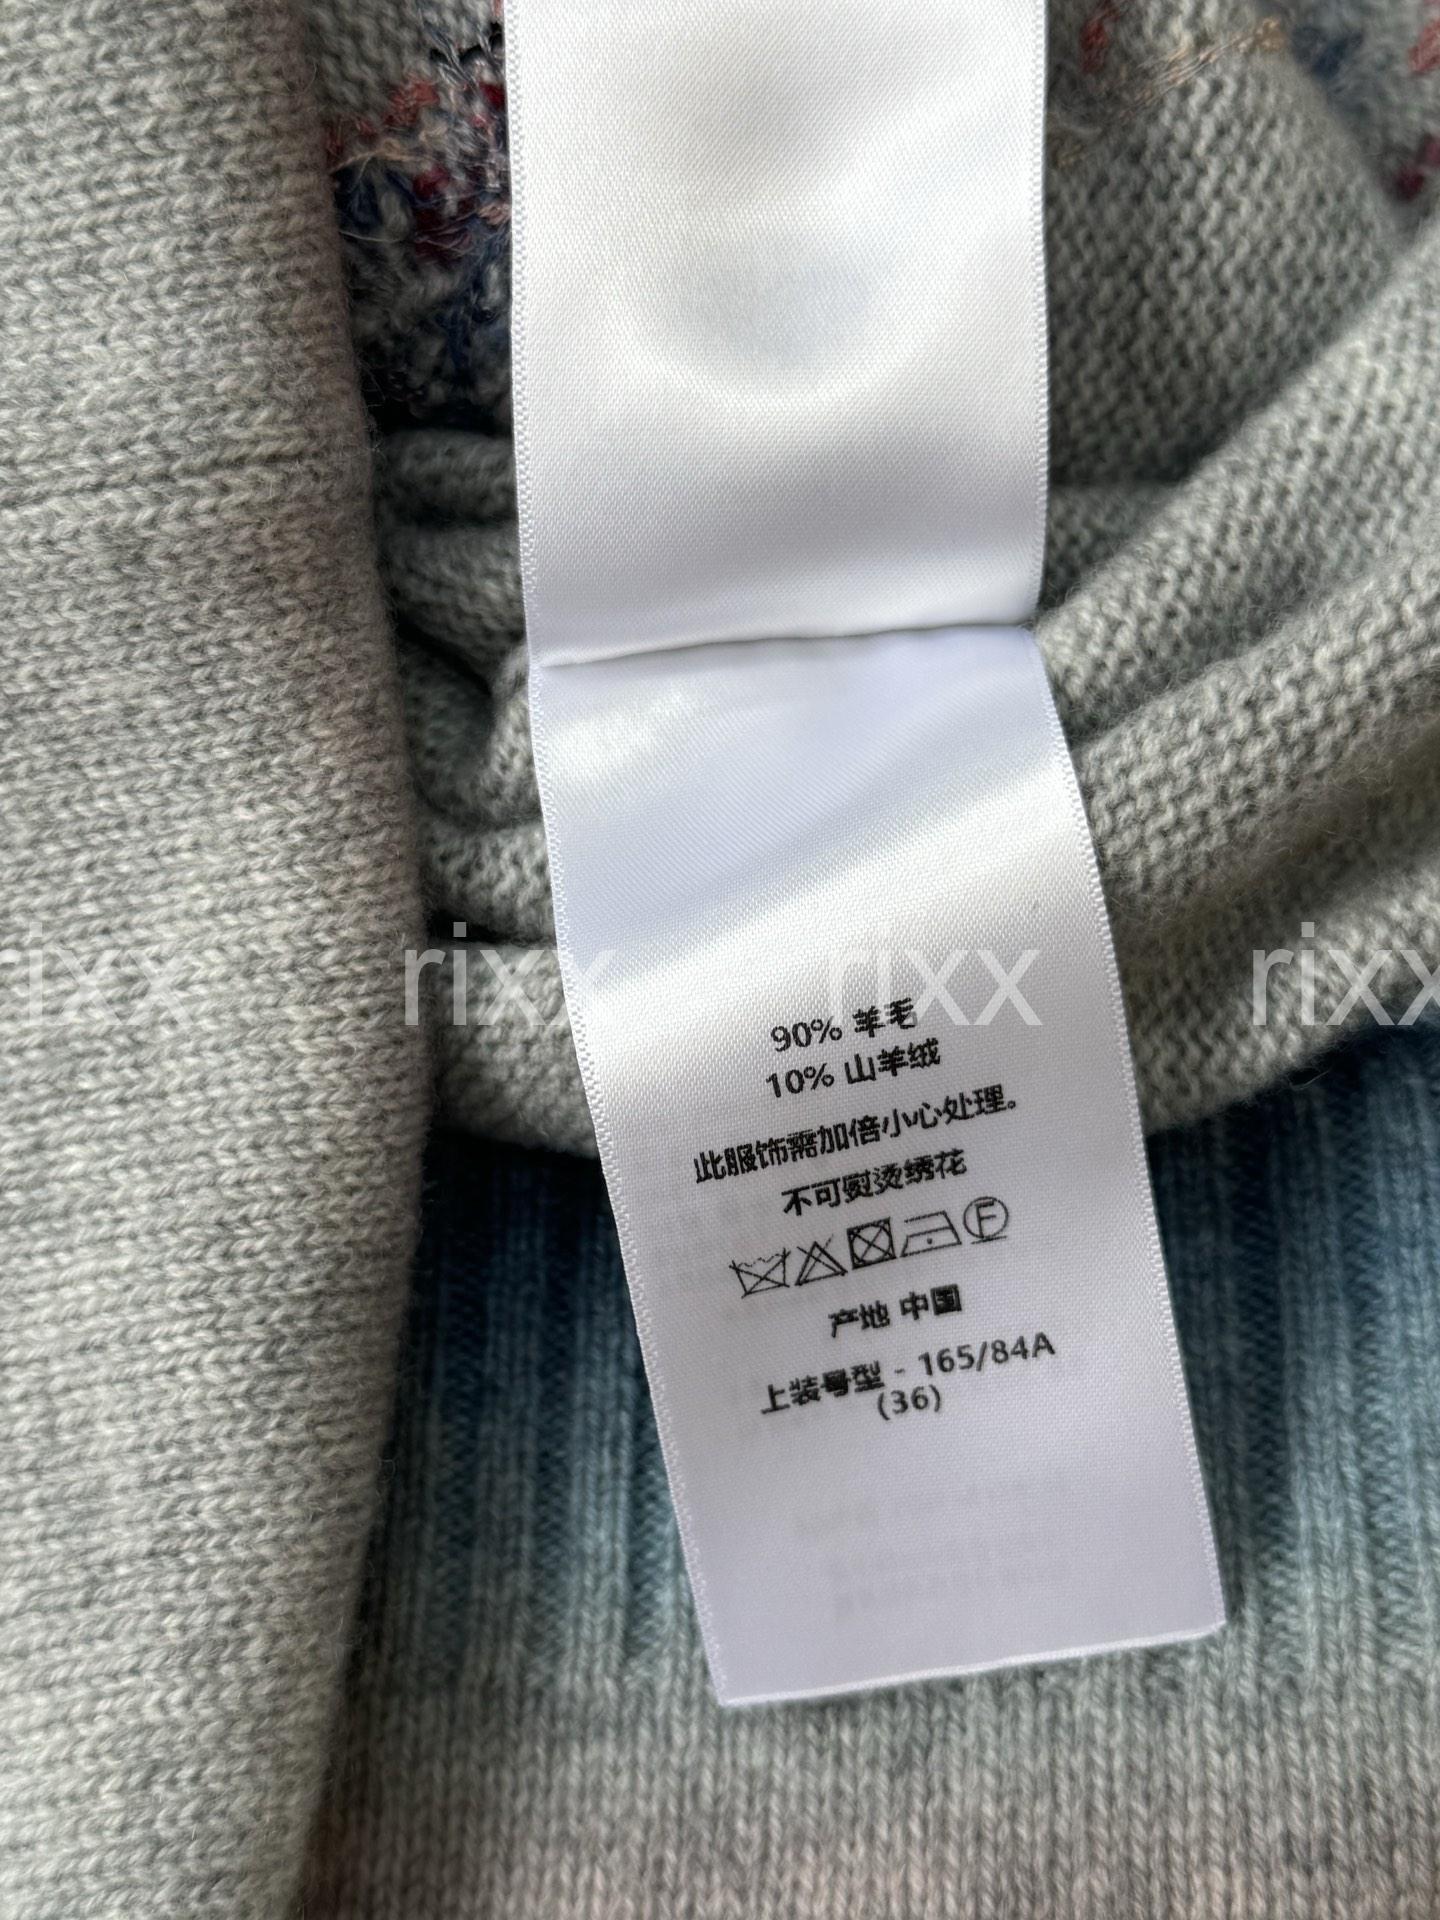 rixx rixx rixx rixx
90% 羊毛
10% 山羊绒
此服饰需加倍小心处理。
不可熨烫绣花
F
产地 中国
上装号型 - 165/84A
(36)